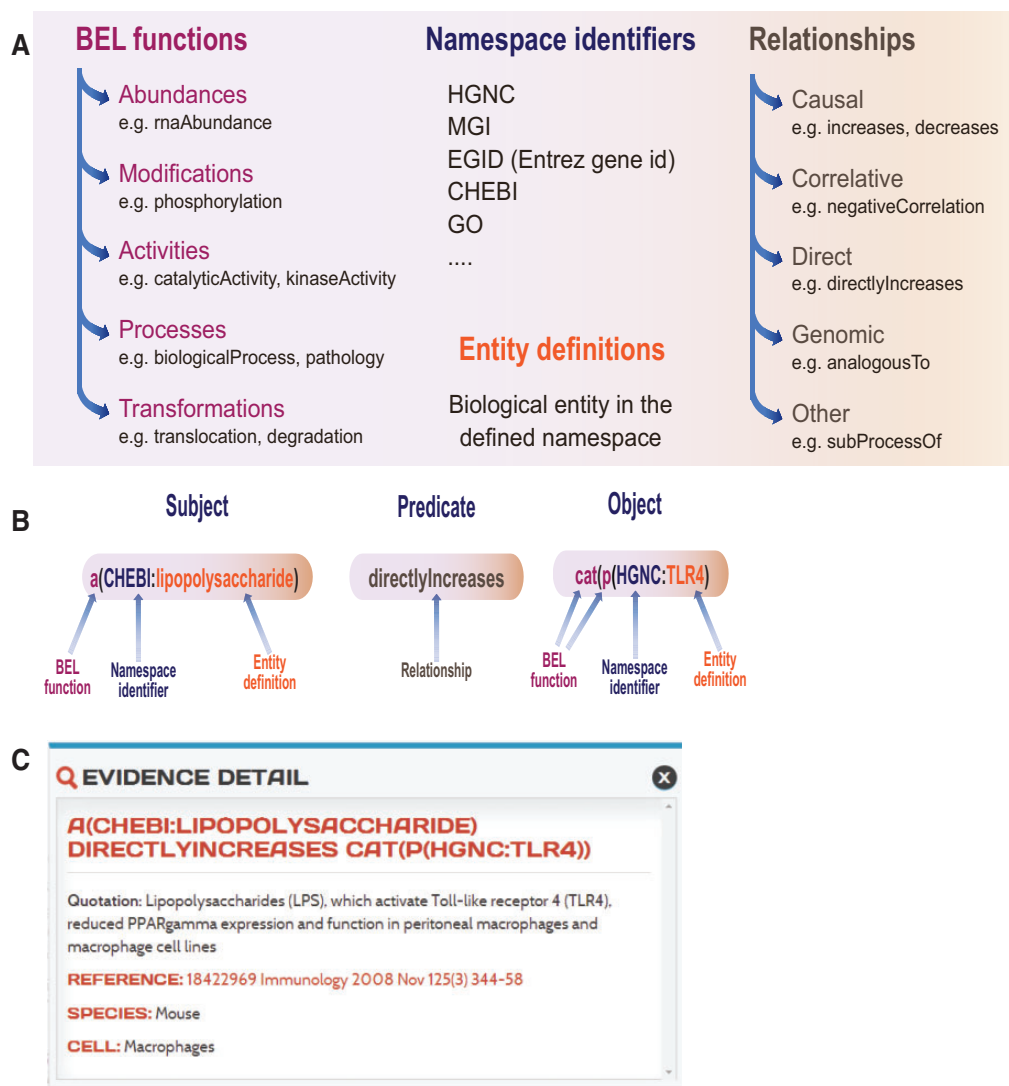 A
BEL functions
Abundances
e.g. rnaAbundance
Modifications
e.g. phosphorylation
Activities
e.g. catalyticActivity, kinaseActivity
Processes
e.g. biologicalProcess, pathology
Transformations
e.g. translocation, degradation
Namespace identifiers
HGNC
MGI
EGID (Entrez gene id)
CHEBI
GO
....
Entity definitions
Biological entity in the
defined namespace
Relationships
Causal
e.g. increases, decreases
Correlative
e.g. negativeCorrelation
Direct
e.g. directlyIncreases
Genomic
e.g. analogousTo
Other
e.g. subProcessOf
B
Subject
a(CHEBI:lipopolysaccharide)
BEL
function
Namespace
identifier
Entity
definition
Predicate
directlyIncreases
Relationship
Object
cat(p(HGNC:TLR4)
BEL
function
Namespace
identifier
Entity
definition
C
EVIDENCE DETAIL
X
A(CHEBI:LIPOPOLYSACCHARIDE)
DIRECTLYINCREASES CAT(P(HGNC:TLR4))
Quotation: Lipopolysaccharides (LPS), which activate Toll-like receptor 4 (TLR4),
reduced PPARgamma expression and function in peritoneal macrophages and
macrophage cell lines
REFERENCE: 18422969 Immunology 2008 Nov 125(3) 344-58
SPECIES: Mouse
CELL: Macrophages